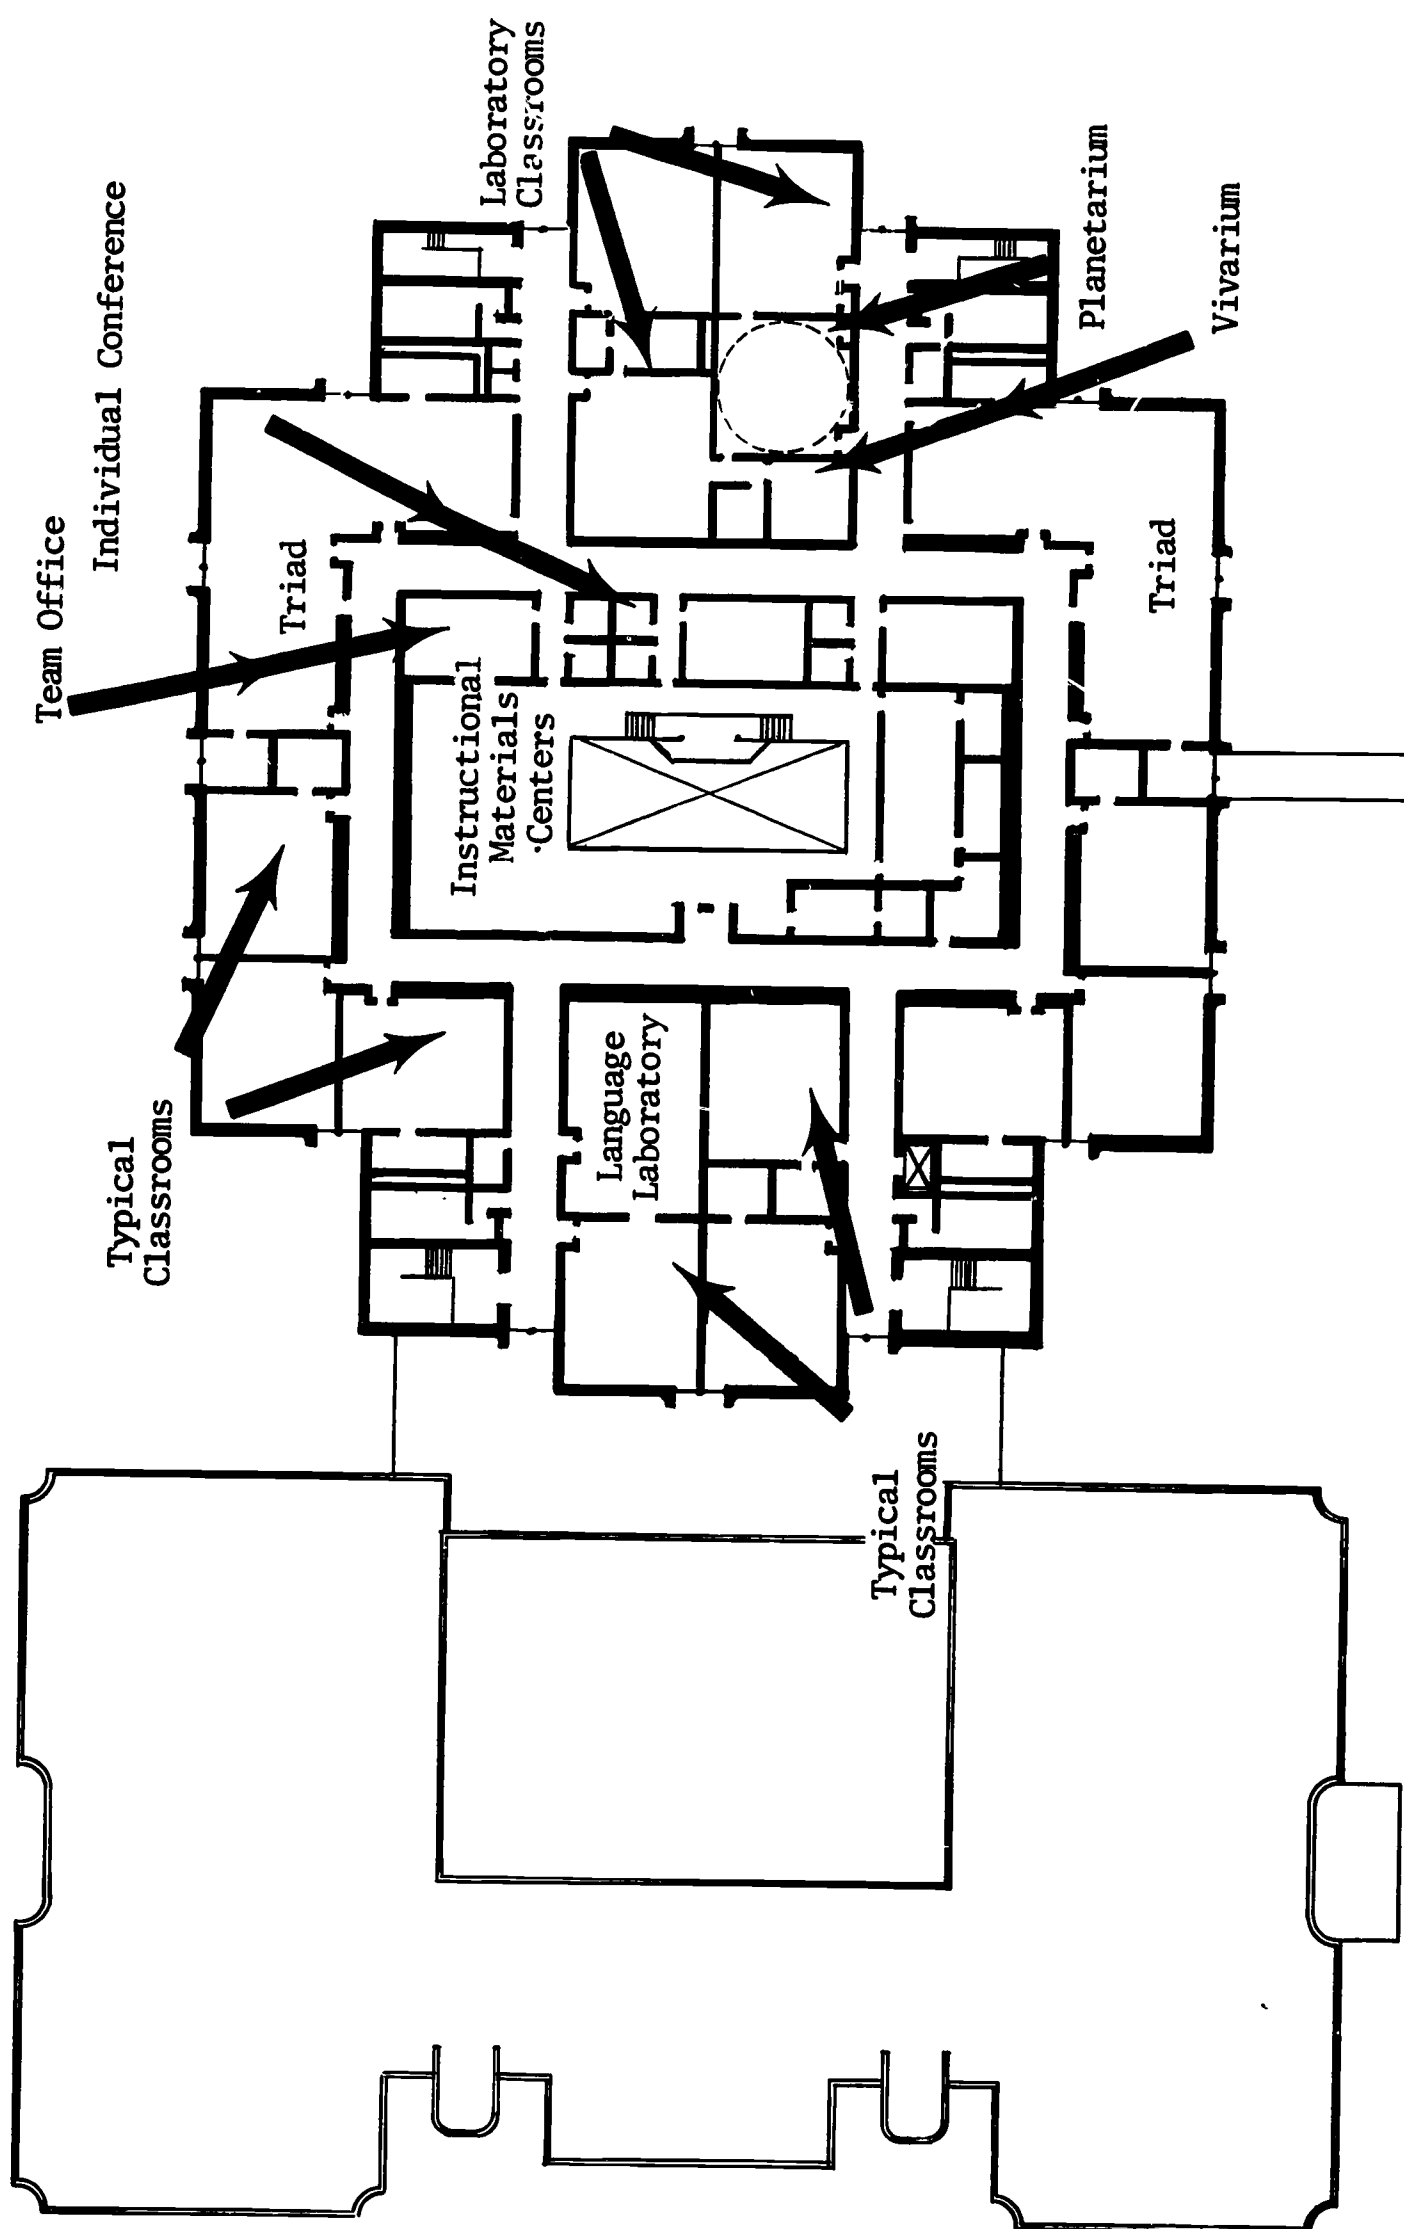 Typical
Classrooms
Team Office
Individual Conference
Laboratory
Classrooms
Triad
Instructional
Materials
Centers
Language
Laboratory
Typical
Classrooms
Planetarium
Triad
Vivarium